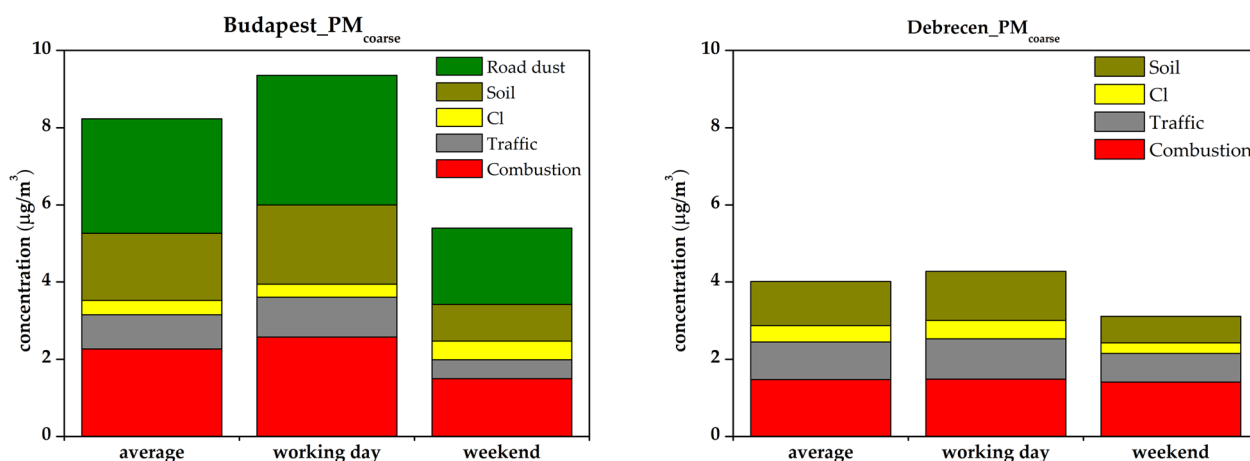 Budapest_PMcoarse
10
8
6
4
2
0
concentration (µg/m³)
Road dust
Soil
Cl
Traffic
Combustion
average working day weekend
Debrecen_PMcoarse
10
8
6
4
2
0
concentration (µg/m³)
Soil
Cl
Traffic
Combustion
average working day weekend